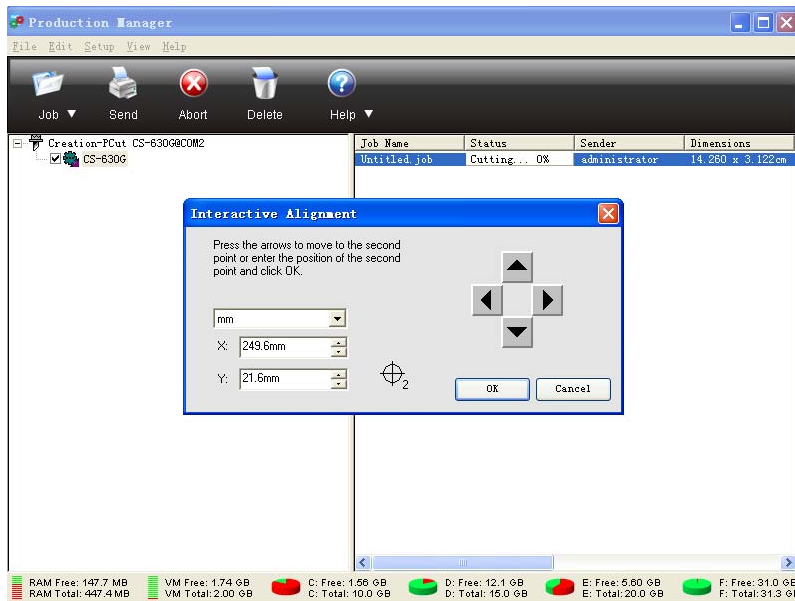 Production Manager
File Edit Setup View Help
Job Send Abort Delete Help
Creation-PCut CS-630G@COM2
CS-630G
Job Name Status Sender Dimensions
Untitled.job Cutting... 0% administrator 14.260 x 3.122cm
Interactive Alignment
Press the arrows to move to the second
point or enter the position of the second
point and click OK.
mm
X: 249.6mm
Y: 21.6mm
2
OK Cancel
RAM Free: 147.7 MB VM Free: 1.74 GB C: Free: 1.56 GB D: Free: 12.1 GB E: Free: 5.60 GB F: Free: 31.0 GB
RAM Total: 447.4 MB VM Total: 2.00 GB C: Total: 10.0 GB D: Total: 15.0 GB E: Total: 20.0 GB F: Total: 31.3 GB